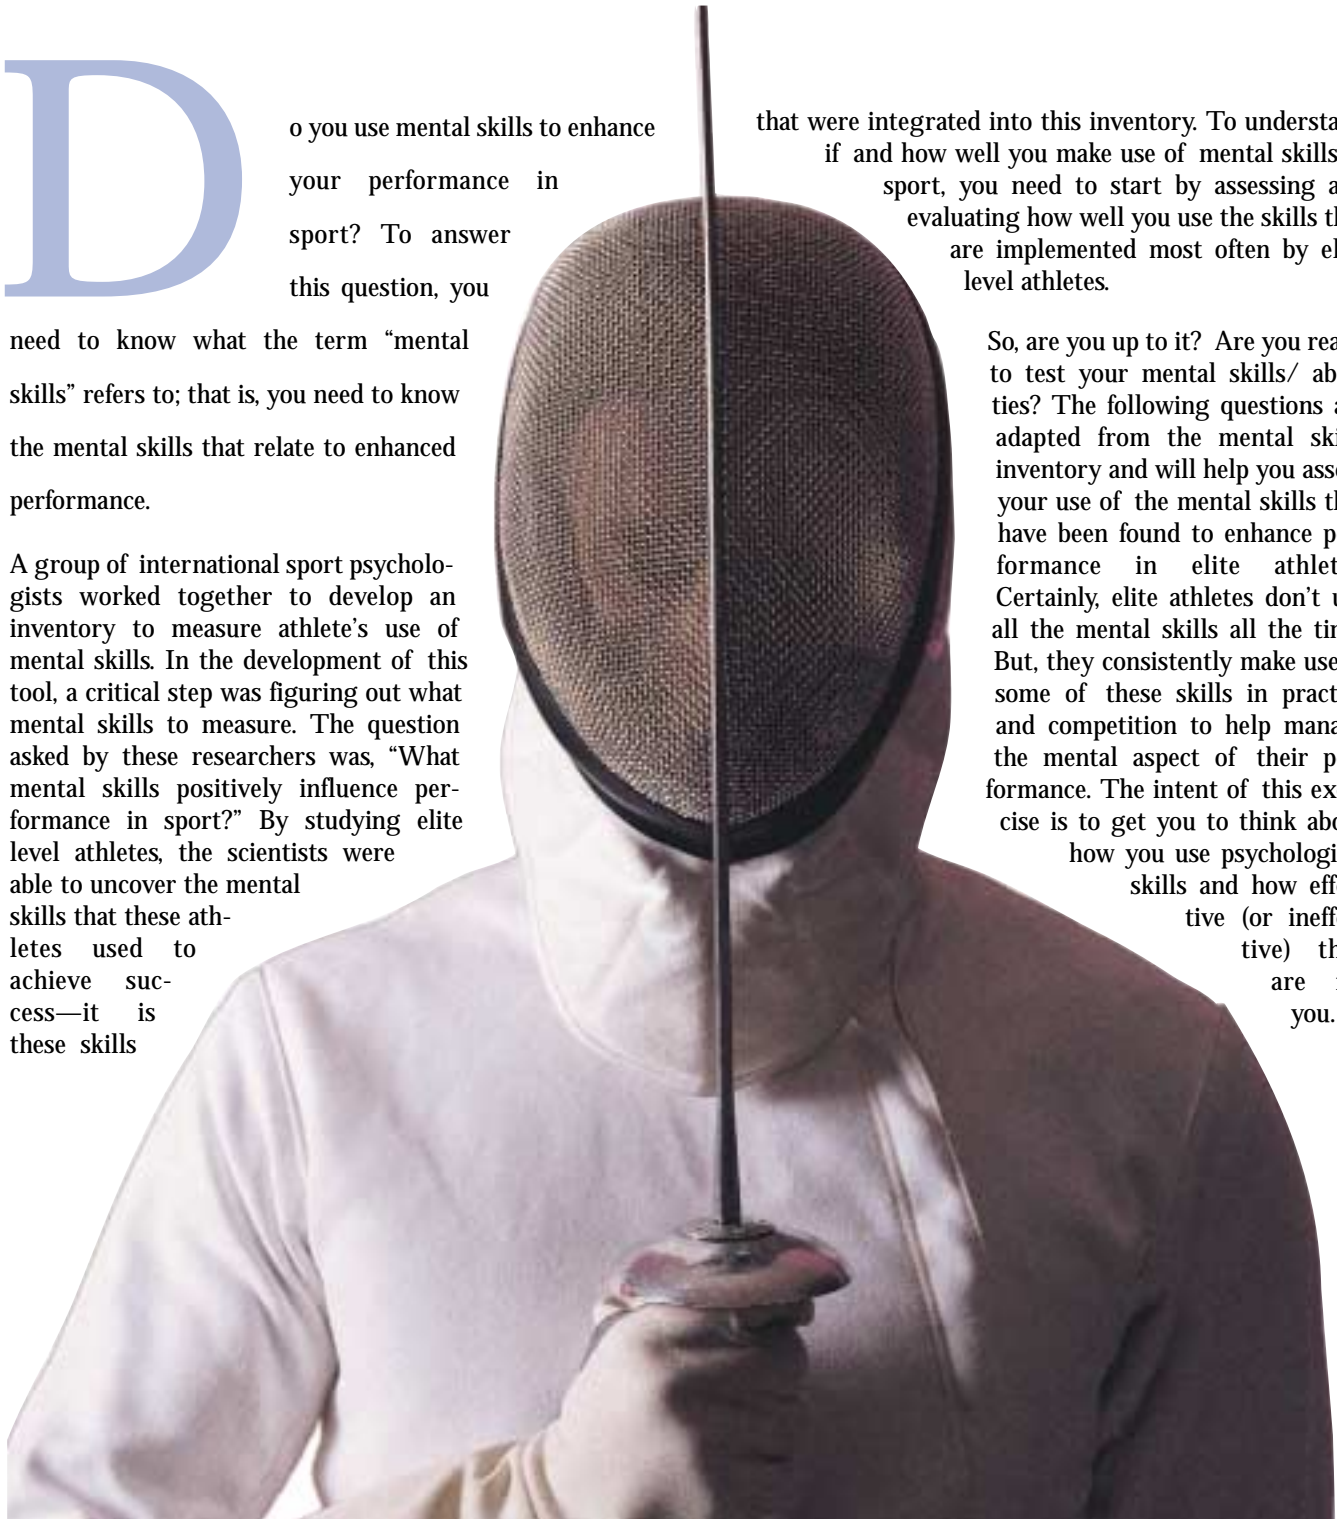 Do you use mental skills to enhance
your performance in
sport? To answer
this question, you
need to know what the term “mental
skills” refers to; that is, you need to know
the mental skills that relate to enhanced
performance.
A group of international sport psycholo-
gists worked together to develop an
inventory to measure athlete’s use of
mental skills. In the development of this
tool, a critical step was figuring out what
mental skills to measure. The question
asked by these researchers was, “What
mental skills positively influence per-
formance in sport?” By studying elite
level athletes, the scientists were
able to uncover the mental
skills that these ath-
letes used to
achieve suc-
cess—it is
these skills
that were integrated into this inventory. To understa
if and how well you make use of mental skills
sport, you need to start by assessing a
evaluating how well you use the skills th
are implemented most often by el
level athletes.
So, are you up to it? Are you rea
to test your mental skills/ abi
ties? The following questions a
adapted from the mental ski
inventory and will help you asse
your use of the mental skills th
have been found to enhance p
formance in elite athlet
Certainly, elite athletes don’t u
all the mental skills all the tim
But, they consistently make use
some of these skills in pract
and competition to help mana
the mental aspect of their p
formance. The intent of this ex
cise is to get you to think abo
how you use psychologi
skills and how eff
tive (or ineff
tive) th
are
you.